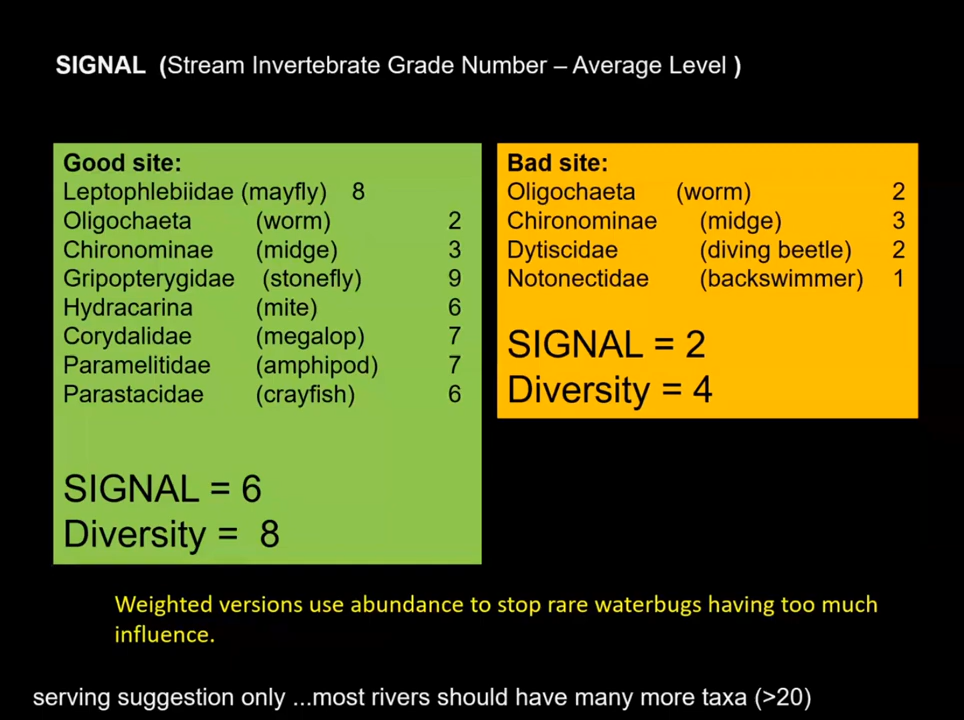 SIGNAL (Stream Invertebrate Grade Number – Average Level )
Good site:
Leptophlebiidae (mayfly) 8
Oligochaeta (worm) 2
Chironominae (midge) 3
Gripopterygidae (stonefly) 9
Hydracarina (mite) 6
Corydalidae (megalop) 7
Paramelitidae (amphipod) 7
Parastacidae (crayfish) 6
SIGNAL = 6
Diversity = 8
Bad site:
Oligochaeta (worm) 2
Chironominae (midge) 3
Dytiscidae (diving beetle) 2
Notonectidae (backswimmer) 1
SIGNAL = 2
Diversity = 4
Weighted versions use abundance to stop rare waterbugs having too much
influence.
serving suggestion only ...most rivers should have many more taxa (>20)